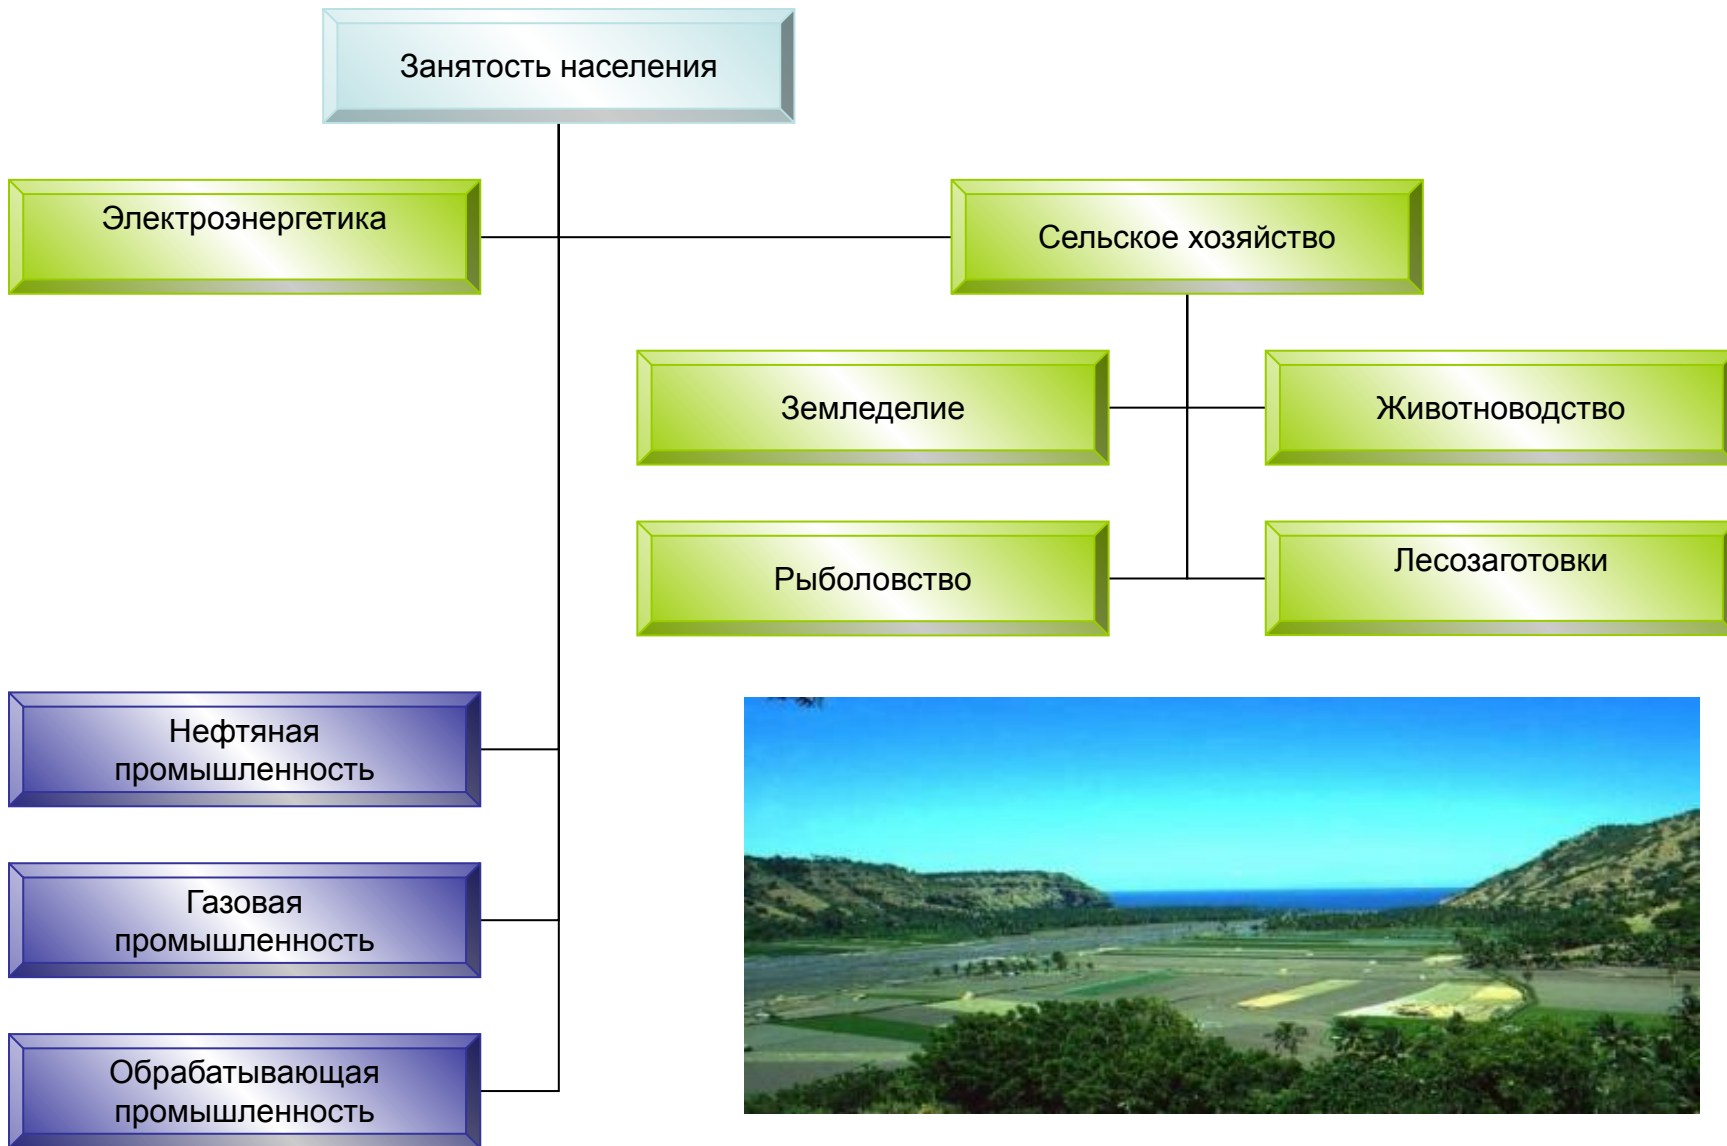 Занятость населения
Электроэнергетика
Сельское хозяйство
Земледелие
Животноводство
Рыболовство
Лесозаготовки
Нефтяная
промышленность
Газовая
промышленность
Обрабатывающая
промышленность